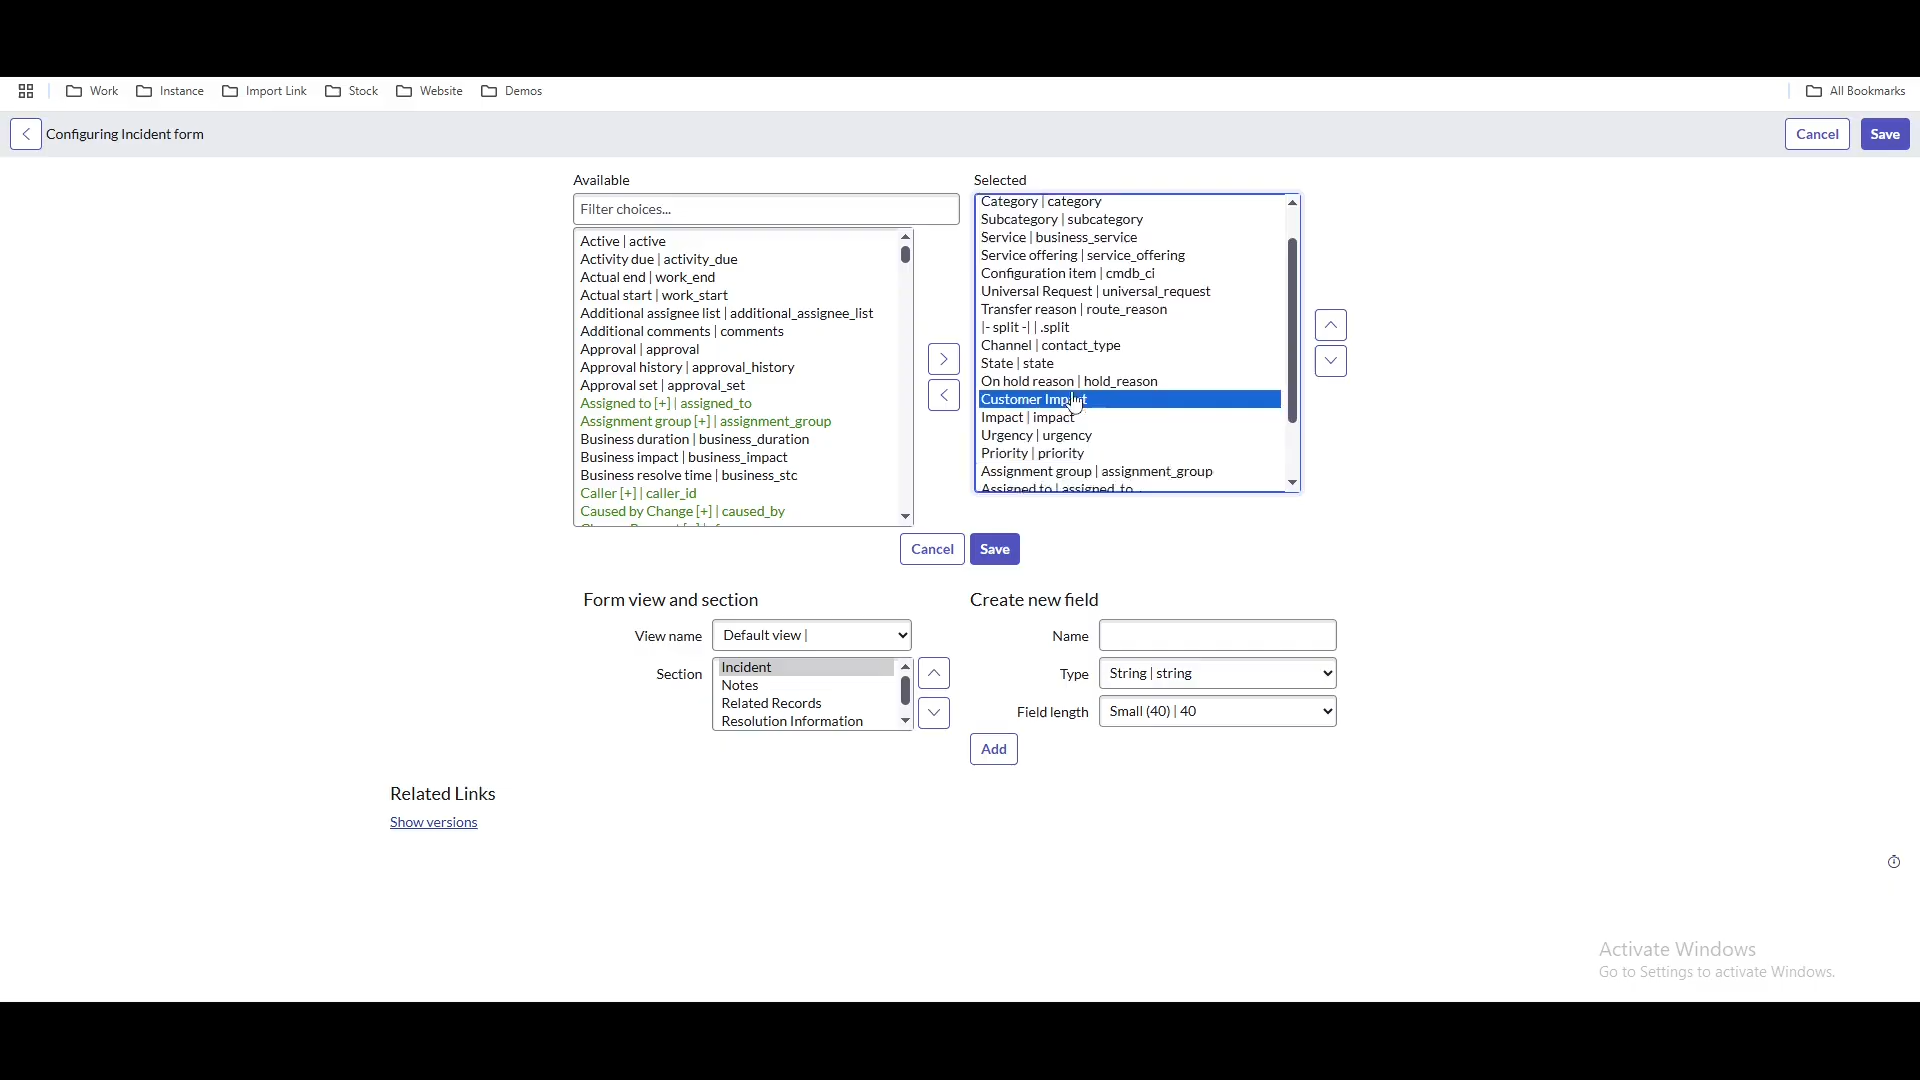 Work
Instance
Import Link
Stock
Website
Demos
All Bookmarks
Configuring Incident form
Cancel
Save
Available
Filter choices...
Active | active
Activity due | activity_due
Actual end | work_end
Actual start | work_start
Additional assignee list | additional_assignee_list
Additional comments | comments
Approval | approval
Approval history | approval_history
Approval set | approval_set
Assigned to [+] | assigned_to
Assignment group [+] | assignment_group
Business duration | business_duration
Business impact | business_impact
Business resolve time | business_stc
Caller [+] | caller_id
Caused by Change [+] | caused_by
Selected
Category | category
Subcategory | subcategory
Service | business_service
Service offering | service_offering
Configuration item | cmdb_ci
Universal Request | universal_request
Transfer reason | route_reason
|- split -| | .split
Channel | contact_type
State | state
On hold reason | hold_reason
Customer Impact
Impact | impact
Urgency | urgency
Priority | priority
Assignment group | assignment_group
Assigned to | assigned_to
Cancel
Save
Form view and section
View name
Default view |
Section
Incident
Notes
Related Records
Resolution Information
Create new field
Name
Type
String | string
Field length
Small (40) | 40
Add
Related Links
Show versions
Activate Windows
Go to Settings to activate Windows.